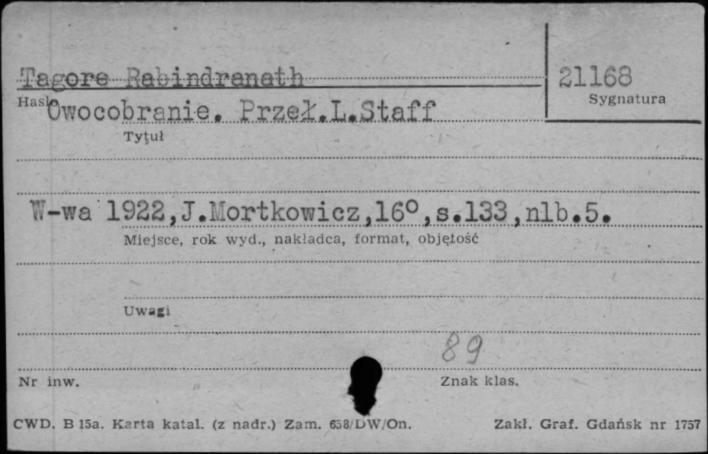 Tagore Rabindranath
21168
Hasło
Sygnatura
Owocobranie. Przeł.L.Staff
Tytuł
W-wa 1922,J.Mortkowicz,16°,s.133,nlb.5.
Miejsce, rok wyd., nakładca, format, objętość
Uwagi
89
Nr inw.
Znak klas.
CWD. B 15a. Karta katal. (z nadr.) Zam. 658/DW/On.
Zakł. Graf. Gdańsk nr 1757